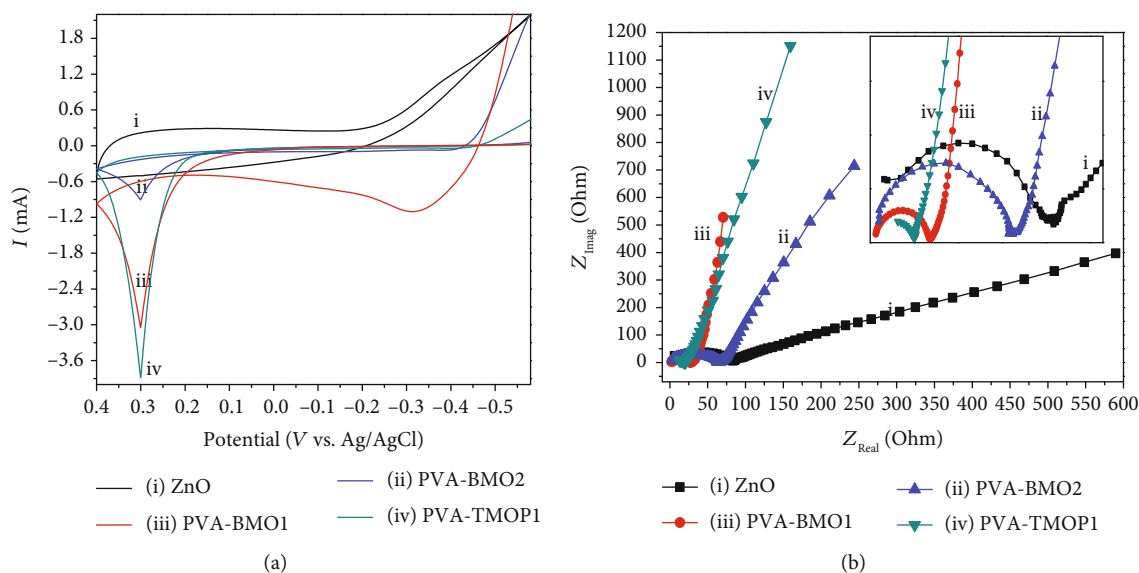 1.8
1.2
0.6
0.0
−0.6
−1.2
−1.8
−2.4
−3.0
−3.6
I (mA)
i
ii
iii
iv
0.4 0.3 0.2 0.1 0.0 −0.1 −0.2 −0.3 −0.4 −0.5
Potential (V vs. Ag/AgCl)
(i) ZnO
(ii) PVA-BMO2
(iii) PVA-BMO1
(iv) PVA-TMOP1
(a)
1200
1100
1000
900
800
700
600
500
400
300
200
100
0
Z Imag (Ohm)
iv
iii
ii
i
iv
iii
ii
i
0 50 100 150 200 250 300 350 400 450 500 550 600
Z Real (Ohm)
(i) ZnO
(ii) PVA-BMO2
(iii) PVA-BMO1
(iv) PVA-TMOP1
(b)